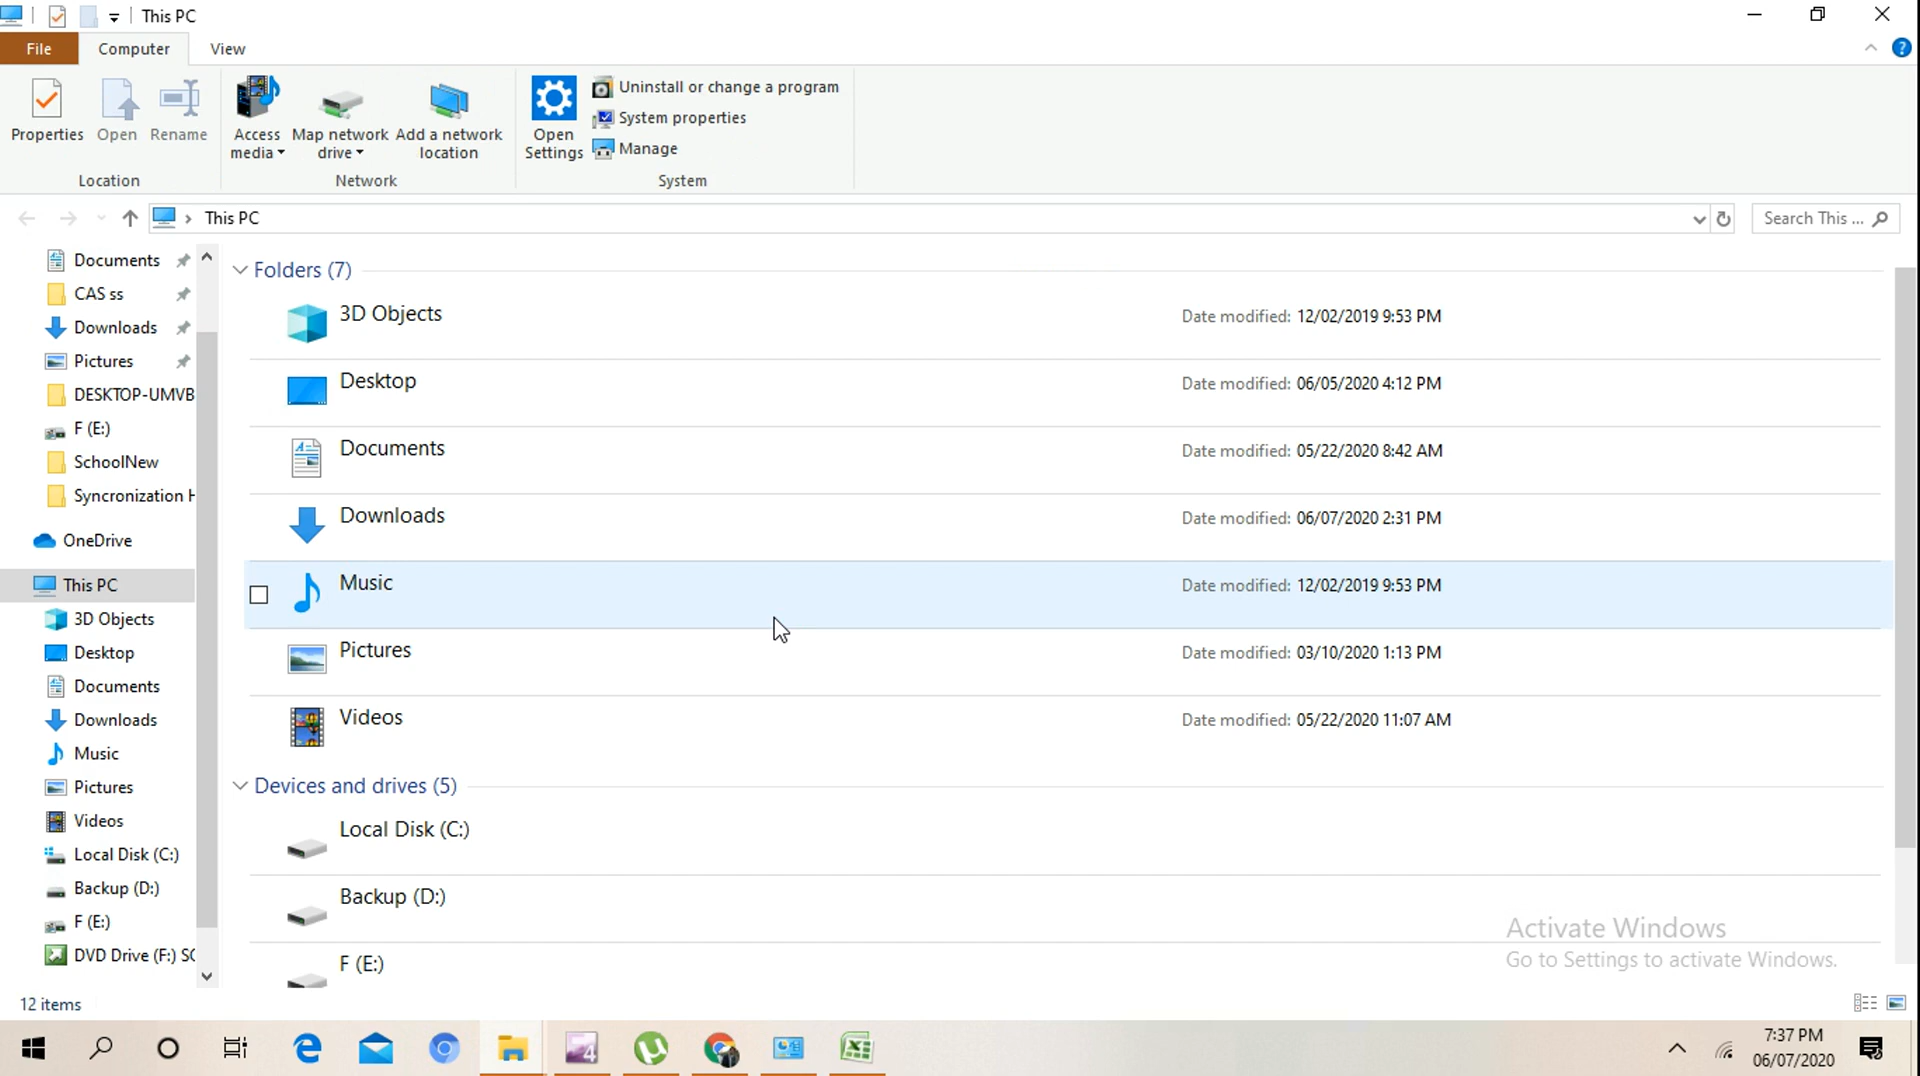 This PC
File Computer View
Properties Open Rename Access media Map network drive Add a network location Open Settings Uninstall or change a program
System properties
Manage
Location Network System
This PC Search This ...
Documents
CAS ss
Downloads
Pictures
DESKTOP-UMVB
F (E:)
SchoolNew
Syncronization H
OneDrive
This PC
3D Objects
Desktop
Documents
Downloads
Music
Pictures
Videos
Local Disk (C:)
Backup (D:)
F (E:)
DVD Drive (F:) SC
Folders (7)
3D Objects Date modified: 12/02/2019 9:53 PM
Desktop Date modified: 06/05/2020 4:12 PM
Documents Date modified: 05/22/2020 8:42 AM
Downloads Date modified: 06/07/2020 2:31 PM
Music Date modified: 12/02/2019 9:53 PM
Pictures Date modified: 03/10/2020 1:13 PM
Videos Date modified: 05/22/2020 11:07 AM
Devices and drives (5)
Local Disk (C:)
Backup (D:)
F (E:)
Activate Windows
Go to Settings to activate Windows.
12 items
7:37 PM
06/07/2020